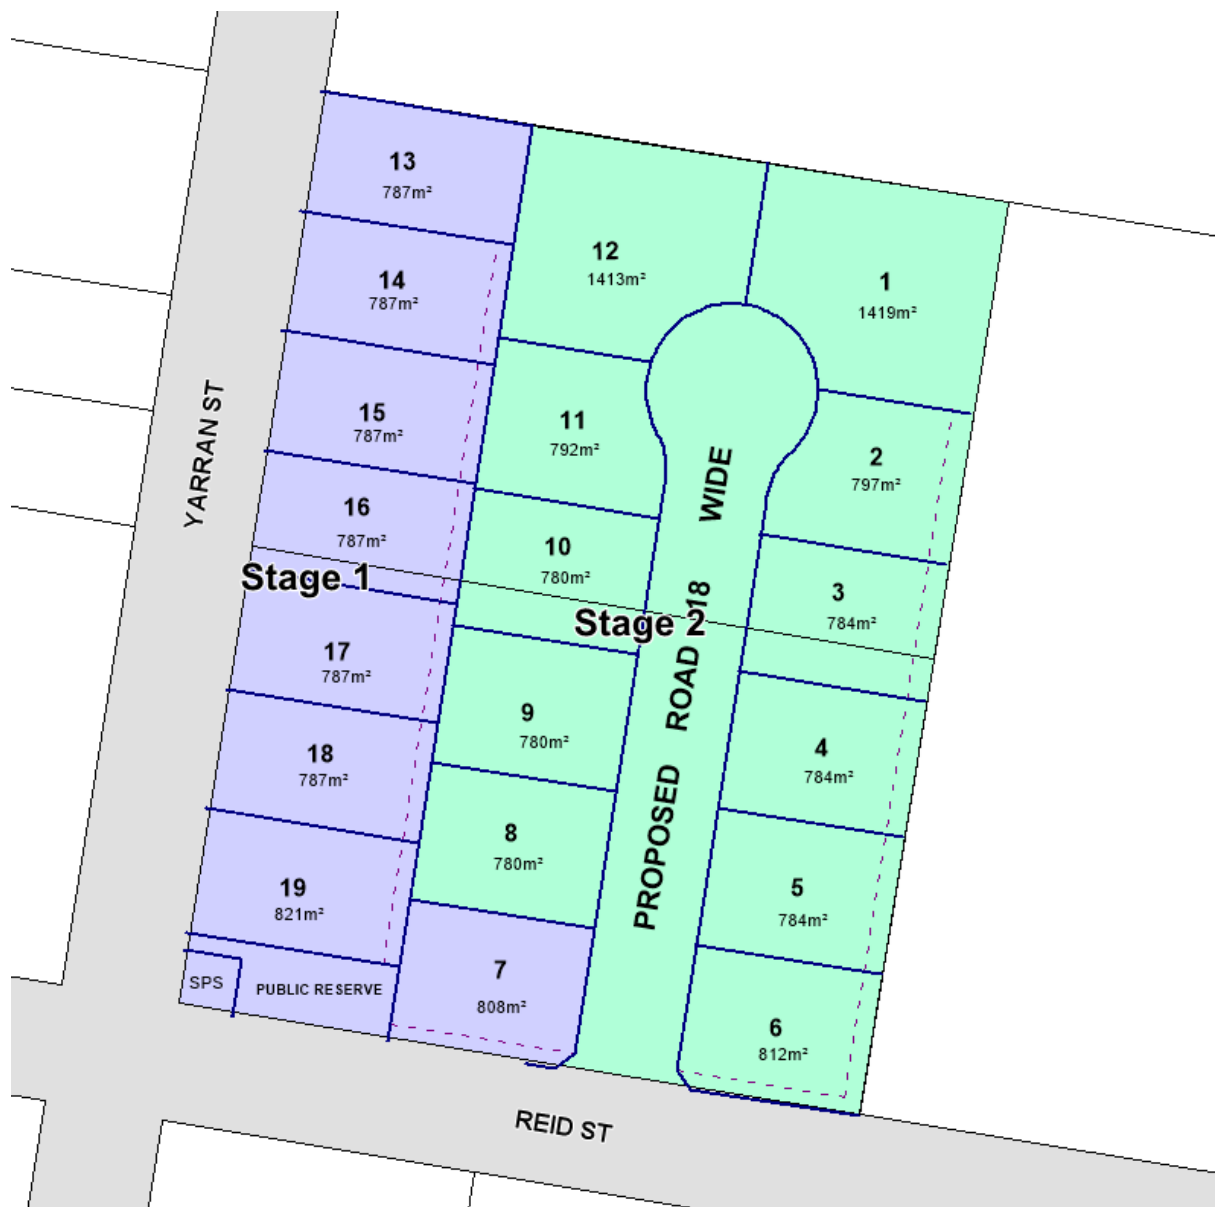 13
787m²
12
1413m²
1
1419m²
14
787m²
15
787m²
11
792m²
2
797m²
YARRAN ST
16
787m²
10
780m²
3
784m²
Stage 1
Stage 2
PROPOSED ROAD 18 WIDE
17
787m²
9
780m²
4
784m²
18
787m²
8
780m²
5
784m²
19
821m²
7
808m²
6
812m²
SPS
PUBLIC RESERVE
REID ST